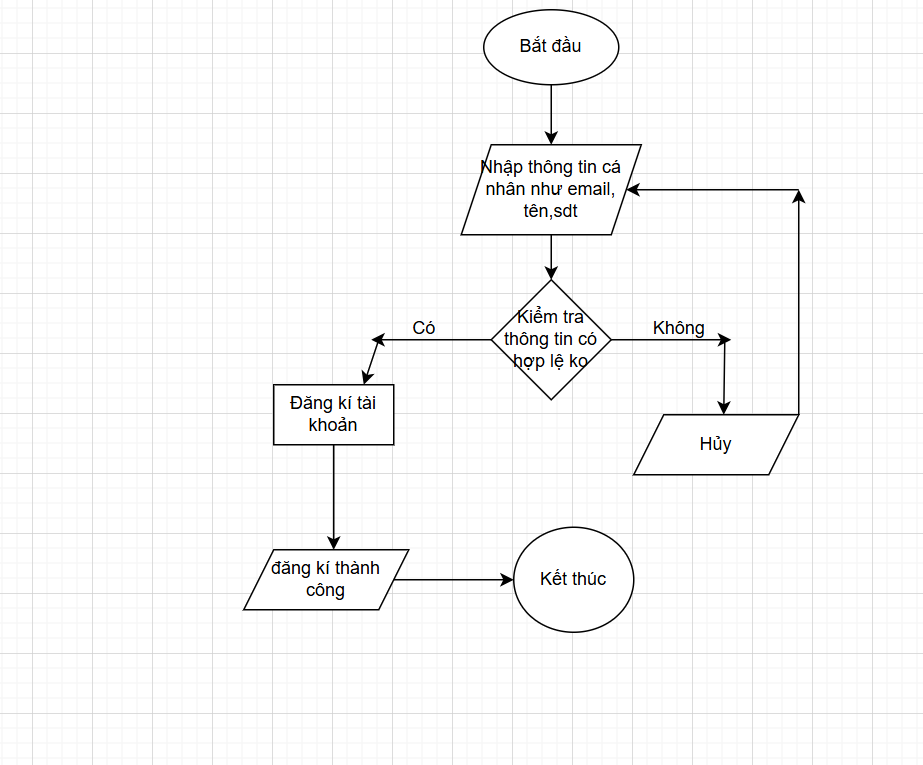 Bắt đầu
Nhập thông tin cá
nhân như email,
tên,sdt
Kiểm tra
thông tin có
hợp lệ ko
Có
Không
Đăng kí tài
khoản
Hủy
đăng kí thành
công
Kết thúc